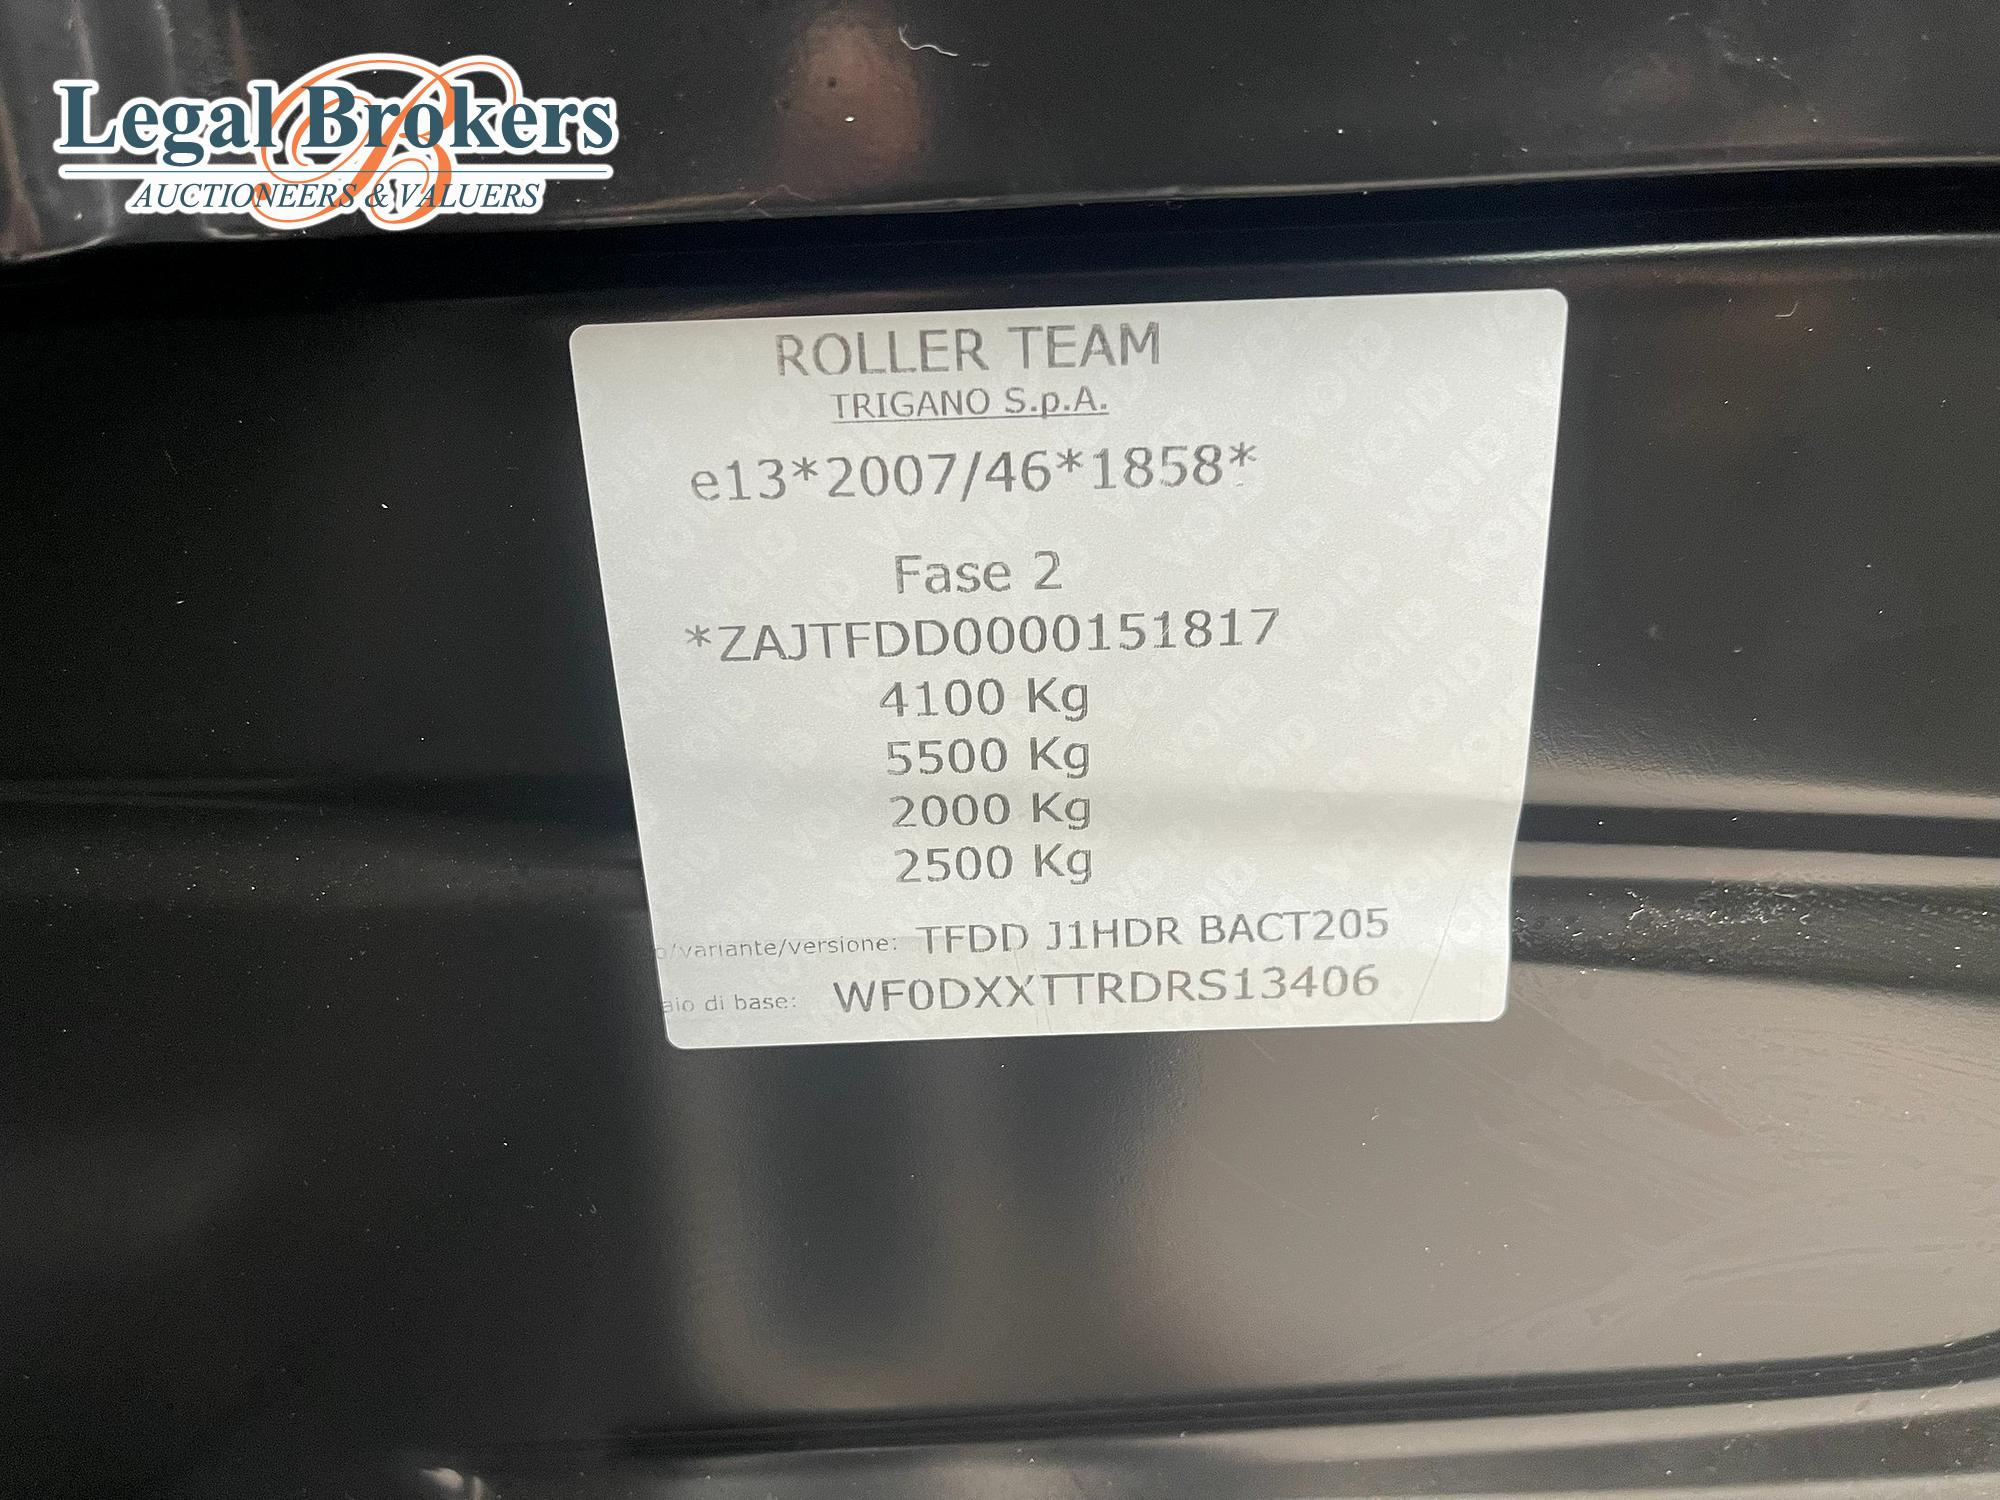 Legal Brokers
AUCTIONEERS & VALUERS
ROLLER TEAM
TRIGANO S.p.A.
e13*2007/46*1858*
Fase 2
*ZAJTFDD0000151817
4100 Kg
5500 Kg
2000 Kg
2500 Kg
o/variante/versione: TFDD J1HDR BACT205
aio di base: WF0DXXTTRDRS13406